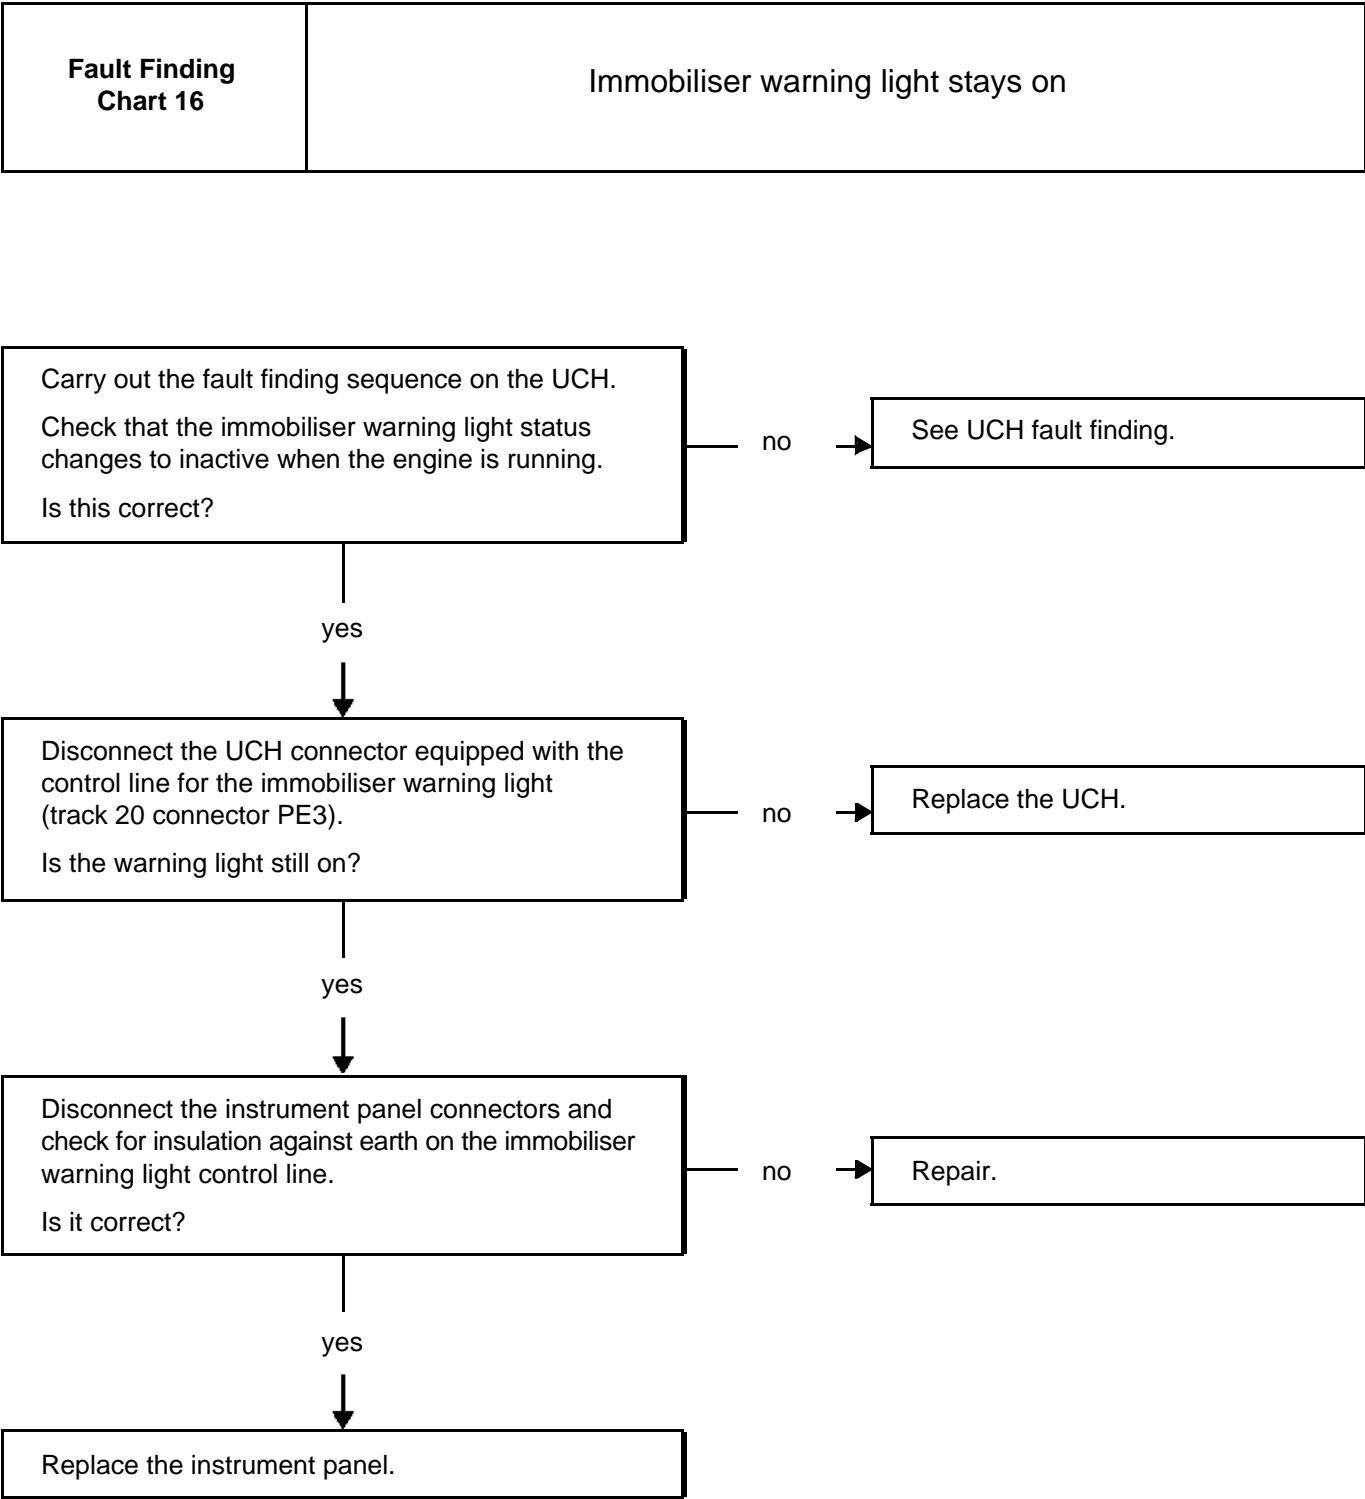 Fault Finding
Chart 16
Immobiliser warning light stays on
Carry out the fault finding sequence on the UCH.
Check that the immobiliser warning light status
changes to inactive when the engine is running.
Is this correct?
no
See UCH fault finding.
yes
Disconnect the UCH connector equipped with the
control line for the immobiliser warning light
(track 20 connector PE3).
Is the warning light still on?
no
Replace the UCH.
yes
Disconnect the instrument panel connectors and
check for insulation against earth on the immobiliser
warning light control line.
Is it correct?
no
Repair.
yes
Replace the instrument panel.